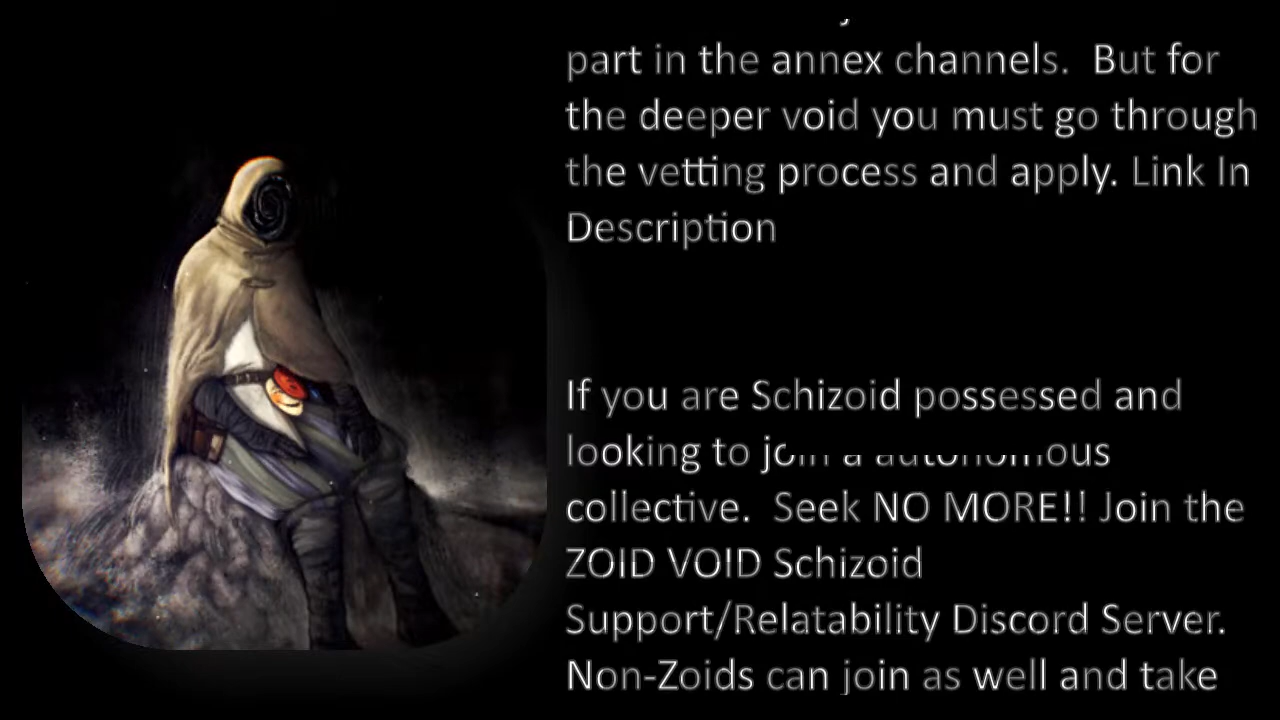 part in the annex channels.  But for
the deeper void you must go through
the vetting process and apply. Link In
Description
If you are Schizoid possessed and
looking to join a autonomous
collective.  Seek NO MORE!! Join the
ZOID VOID Schizoid
Support/Relatability Discord Server.
Non-Zoids can join as well and take